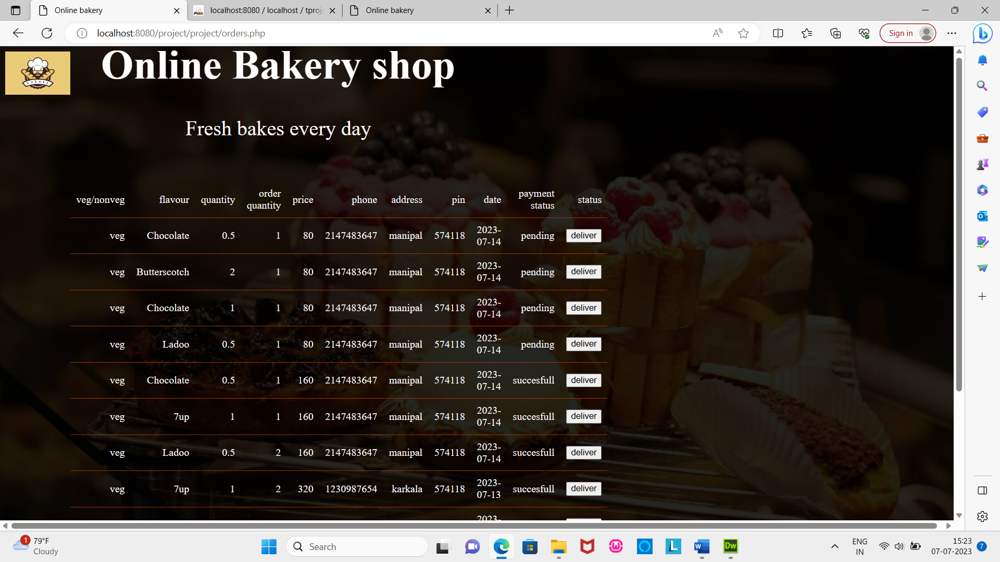 Online bakery
localhost:8080 / localhost / tproj
Online bakery
localhost:8080/project/project/orders.php
Sign in
bakery
Online Bakery shop
Fresh bakes every day
veg/nonveg flavour quantity order quantity price phone address pin date payment status status
veg Chocolate 0.5 1 80 2147483647 manipal 574118 2023-07-14 pending deliver
veg Butterscotch 2 1 80 2147483647 manipal 574118 2023-07-14 pending deliver
veg Chocolate 1 1 80 2147483647 manipal 574118 2023-07-14 pending deliver
veg Ladoo 0.5 1 80 2147483647 manipal 574118 2023-07-14 pending deliver
veg Chocolate 0.5 1 160 2147483647 manipal 574118 2023-07-14 succesfull deliver
veg 7up 1 1 160 2147483647 manipal 574118 2023-07-14 succesfull deliver
veg Ladoo 0.5 2 160 2147483647 manipal 574118 2023-07-14 succesfull deliver
veg 7up 1 2 320 1230987654 karkala 574118 2023-07-13 succesfull deliver
2023-
1
79°F
Cloudy
Search
Dw
ENG
IN
15:23
07-07-2023
7